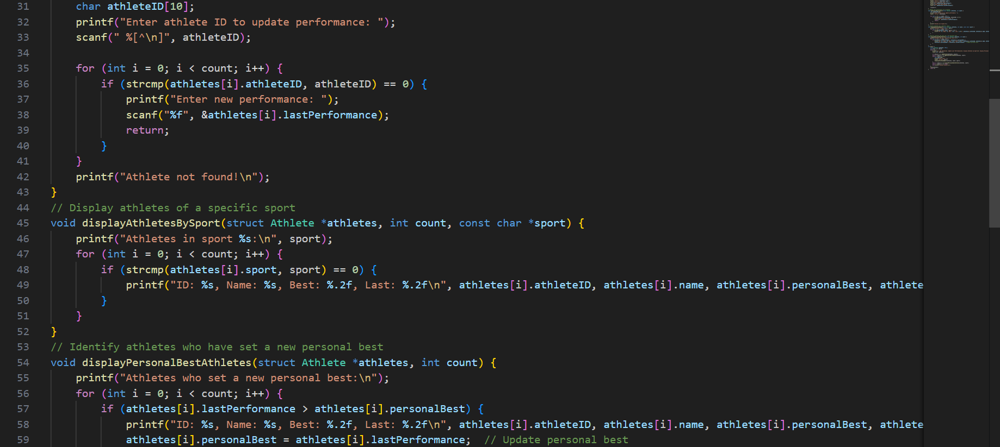 31 char athleteID[10];
32 printf("Enter athlete ID to update performance: ");
33 scanf(" %[^\n]", athleteID);
34
35 for (int i = 0; i < count; i++) {
36 if (strcmp(athletes[i].athleteID, athleteID) == 0) {
37 printf("Enter new performance: ");
38 scanf("%f", &athletes[i].lastPerformance);
39 return;
40 }
41 }
42 printf("Athlete not found!\n");
43 }
44 // Display athletes of a specific sport
45 void displayAthletesBySport(struct Athlete *athletes, int count, const char *sport) {
46 printf("Athletes in sport %s:\n", sport);
47 for (int i = 0; i < count; i++) {
48 if (strcmp(athletes[i].sport, sport) == 0) {
49 printf("ID: %s, Name: %s, Best: %.2f, Last: %.2f\n", athletes[i].athleteID, athletes[i].name, athletes[i].personalBest, athlete
50 }
51 }
52 }
53 // Identify athletes who have set a new personal best
54 void displayPersonalBestAthletes(struct Athlete *athletes, int count) {
55 printf("Athletes who set a new personal best:\n");
56 for (int i = 0; i < count; i++) {
57 if (athletes[i].lastPerformance > athletes[i].personalBest) {
58 printf("ID: %s, Name: %s, Best: %.2f, Last: %.2f\n", athletes[i].athleteID, athletes[i].name, athletes[i].personalBest, athlete
59 athletes[i].personalBest = athletes[i].lastPerformance; // Update personal best